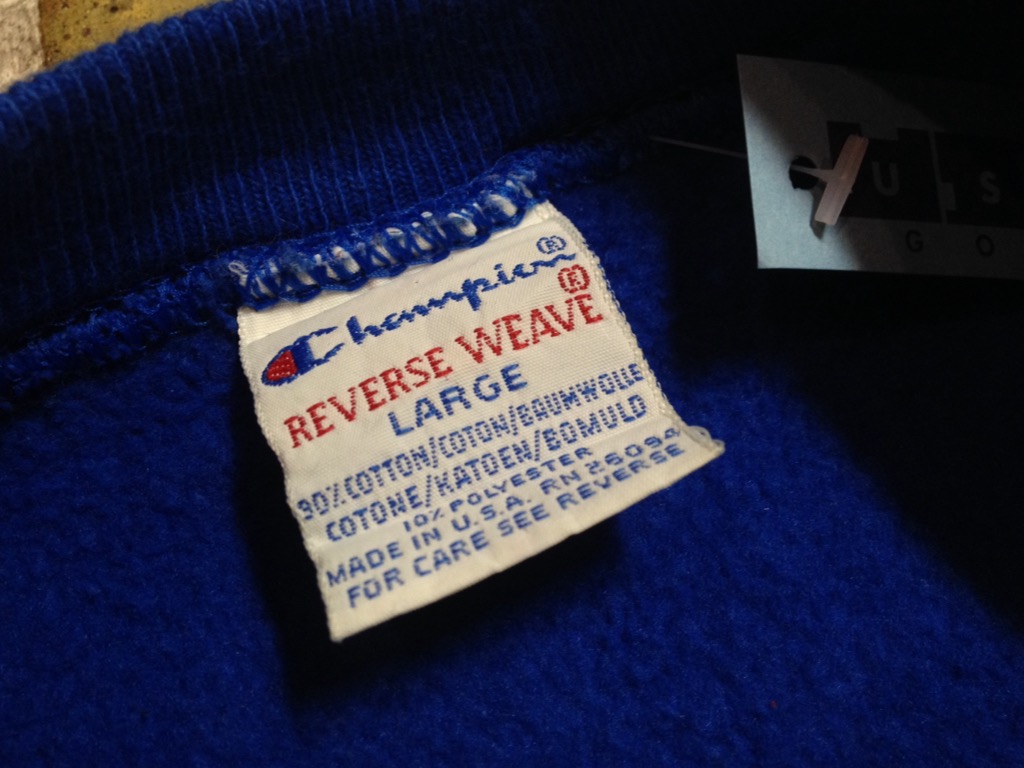 Champion®
REVERSE WEAVE®
LARGE
90% COTTON/COTON/BAUMWOLLE
COTONE/KATOEN/BOMULD
10% POLYESTER
MADE IN U.S.A. RN 26094
FOR CARE SEE REVERSE
U.S
GO